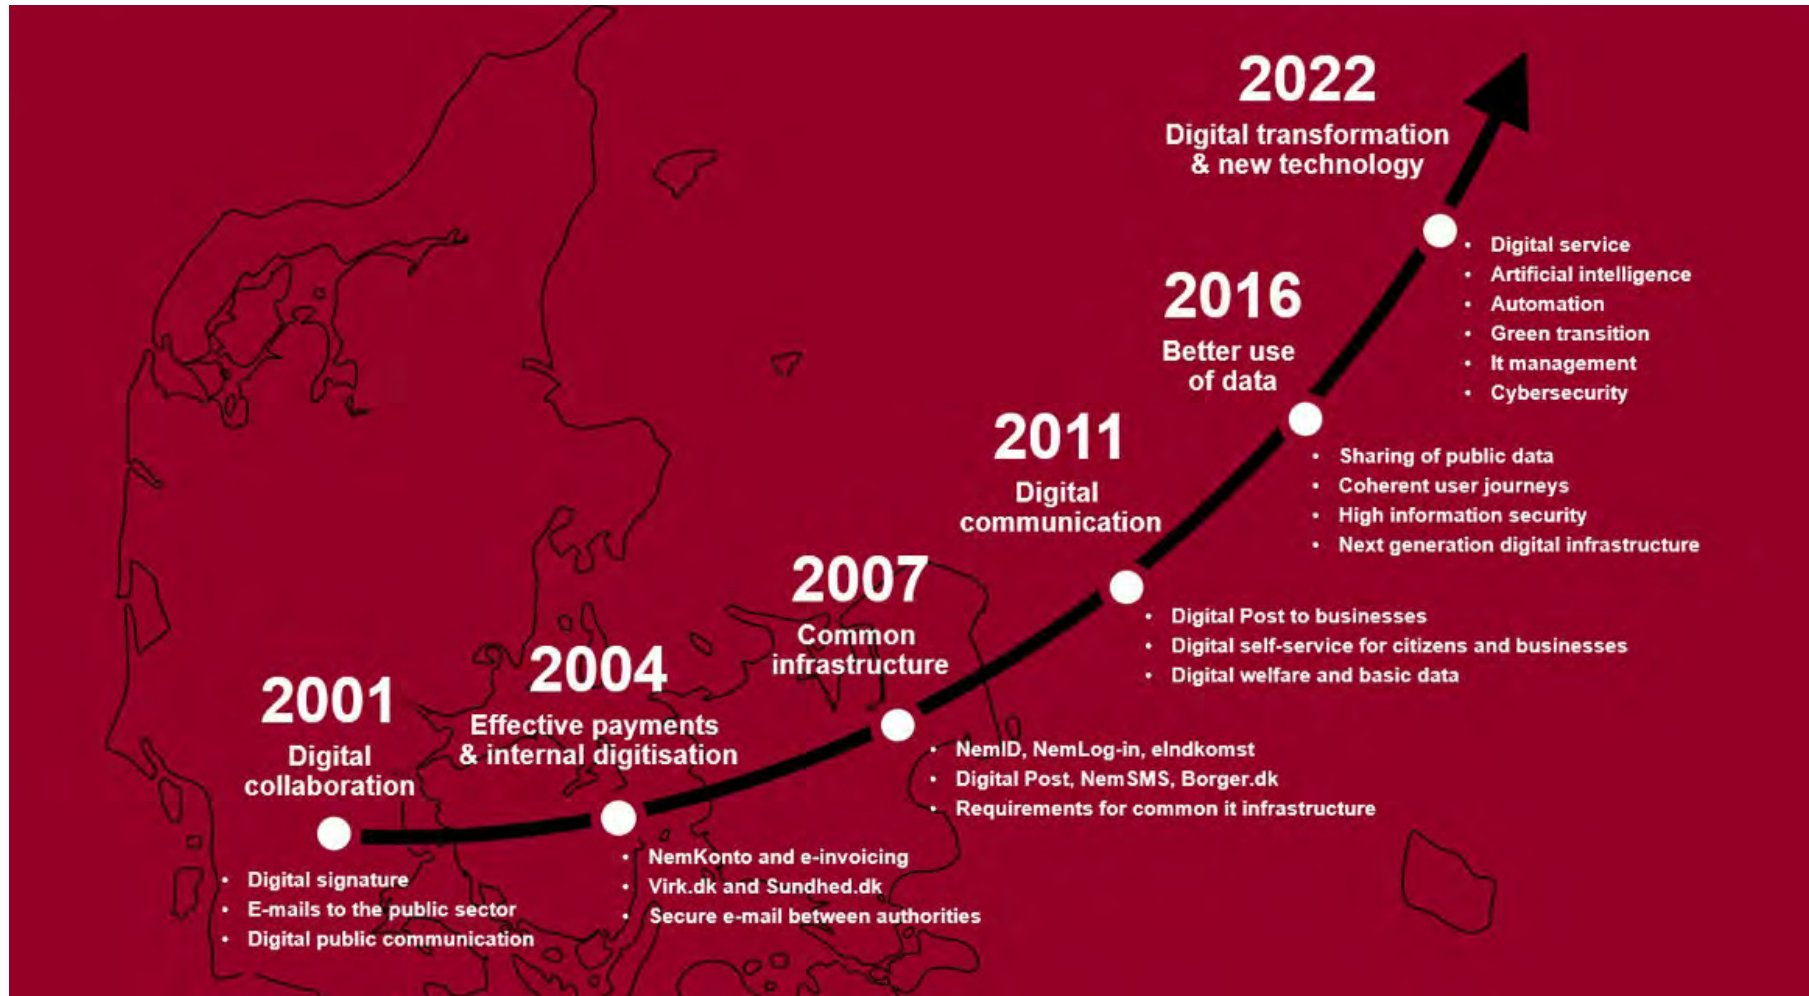 2001
Digital
collaboration
• Digital signature
• E-mails to the public sector
• Digital public communication
2004
Effective payments
& internal digitisation
• NemKonto and e-invoicing
• Virk.dk and Sundhed.dk
• Secure e-mail between authorities
2007
Common
infrastructure
• NemID, NemLog-in, eIndkomst
• Digital Post, NemSMS, Borger.dk
• Requirements for common it infrastructure
2011
Digital
communication
• Digital Post to businesses
• Digital self-service for citizens and businesses
• Digital welfare and basic data
2016
Better use
of data
• Sharing of public data
• Coherent user journeys
• High information security
• Next generation digital infrastructure
2022
Digital transformation
& new technology
• Digital service
• Artificial intelligence
• Automation
• Green transition
• It management
• Cybersecurity